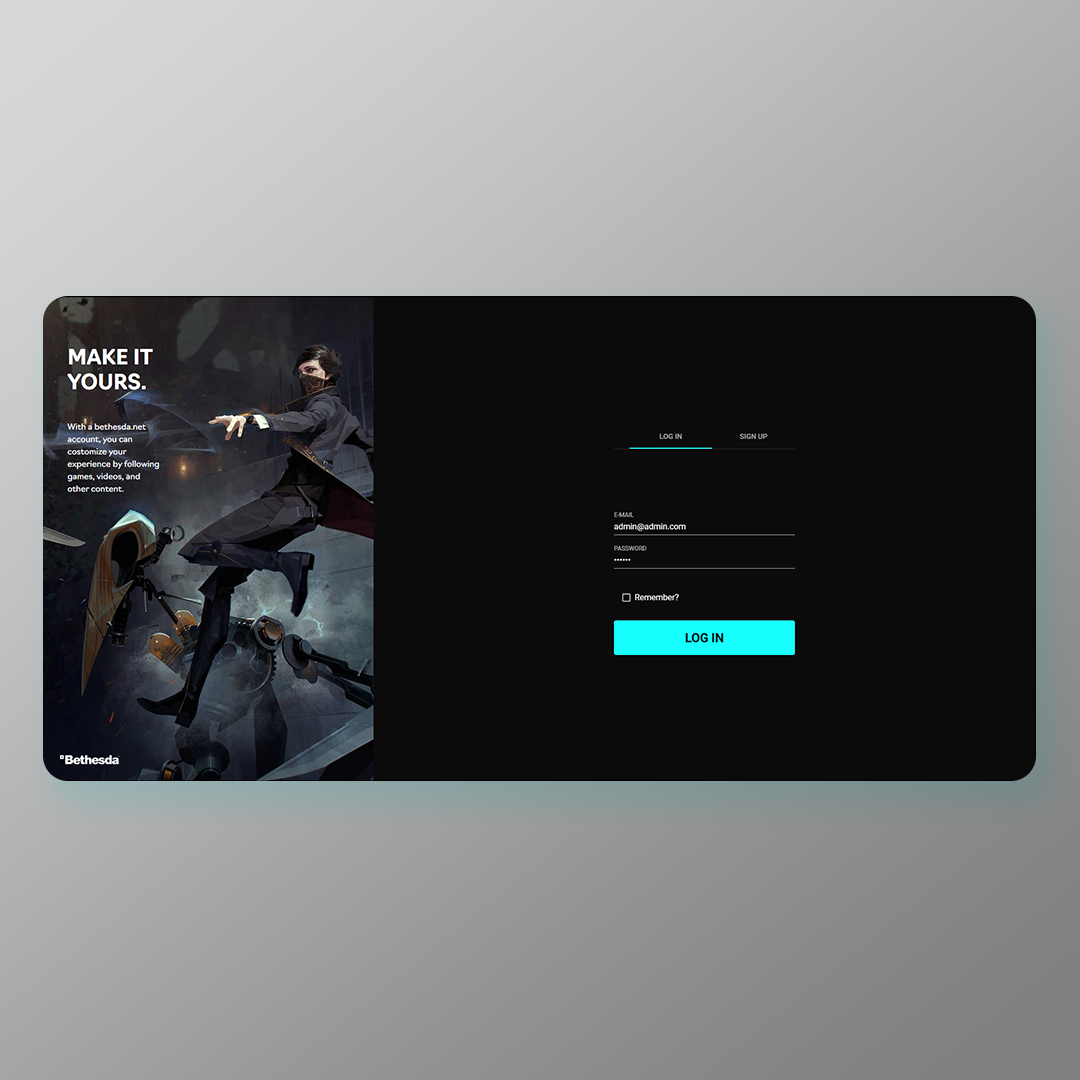 MAKE IT
YOURS.
With a bethesda.net
account, you can
costomize your
experience by following
games, videos, and
other content.
Bethesda
LOG IN
SIGN UP
E-MAIL
admin@admin.com
PASSWORD
••••••
Remember?
LOG IN